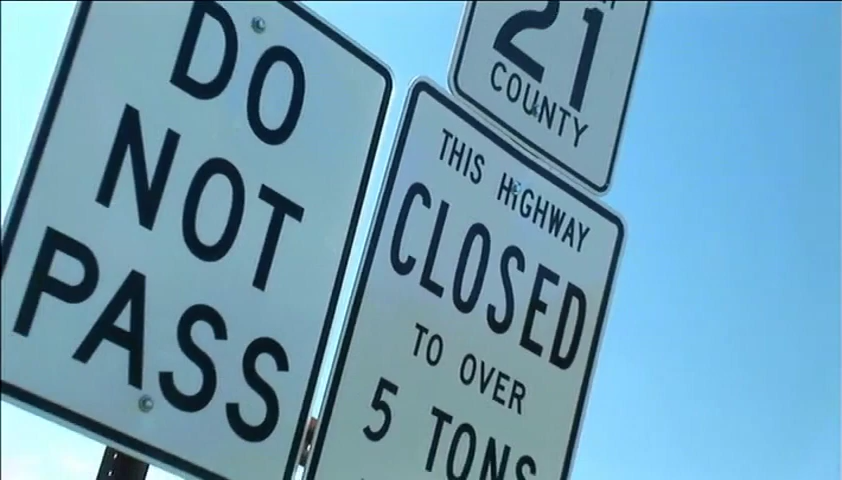 DO
NOT
PASS
21
COUNTY
THIS HIGHWAY
CLOSED
TO OVER
5 TONS